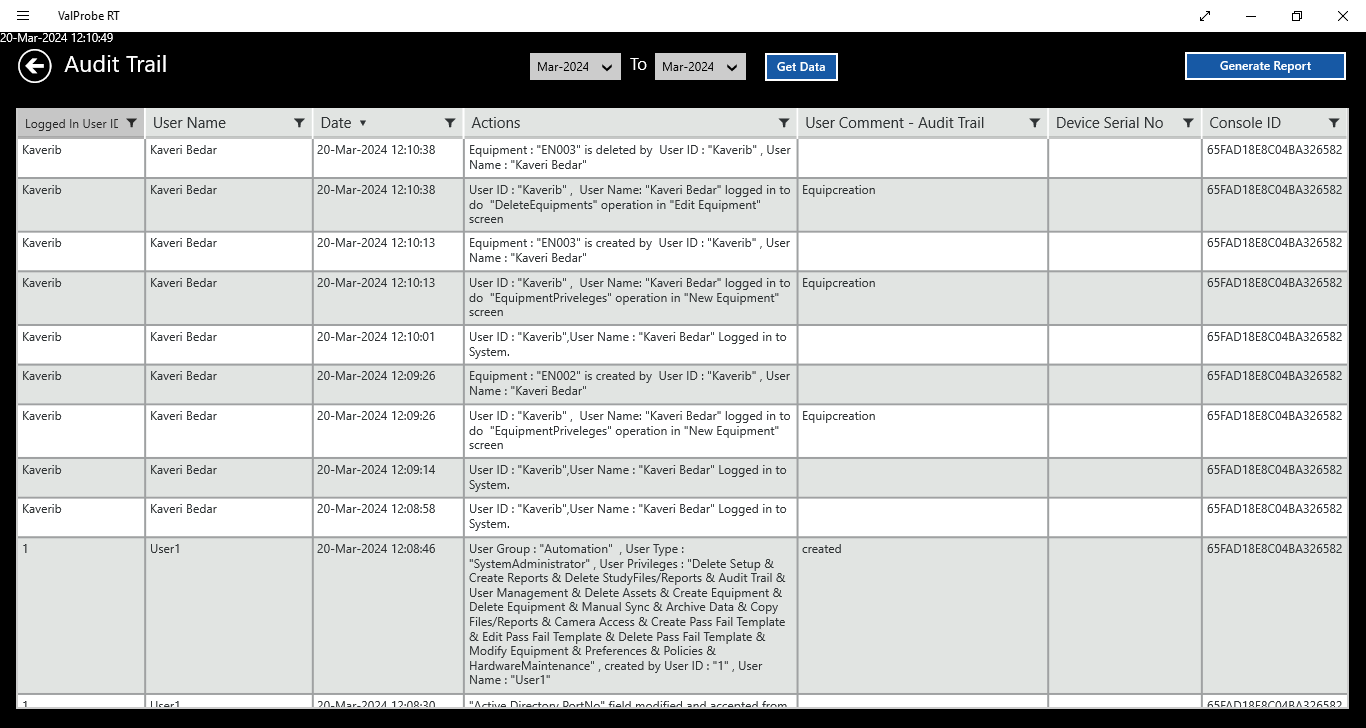 ValProbe RT
20-Mar-2024 12:10:49
Audit Trail
Mar-2024 To Mar-2024 Get Data Generate Report
Logged In User ID User Name Date Actions User Comment - Audit Trail Device Serial No Console ID
Kaverib Kaveri Bedar 20-Mar-2024 12:10:38 Equipment : "EN003" is deleted by  User ID : "Kaverib" , User 65FAD18E8C04BA326582
Name : "Kaveri Bedar"
Kaverib Kaveri Bedar 20-Mar-2024 12:10:38 User ID : "Kaverib" ,  User Name: "Kaveri Bedar" logged in to Equipcreation 65FAD18E8C04BA326582
do  "DeleteEquipments" operation in "Edit Equipment"
screen
Kaverib Kaveri Bedar 20-Mar-2024 12:10:13 Equipment : "EN003" is created by  User ID : "Kaverib" , User 65FAD18E8C04BA326582
Name : "Kaveri Bedar"
Kaverib Kaveri Bedar 20-Mar-2024 12:10:13 User ID : "Kaverib" ,  User Name: "Kaveri Bedar" logged in to Equipcreation 65FAD18E8C04BA326582
do  "EquipmentPriveleges" operation in "New Equipment"
screen
Kaverib Kaveri Bedar 20-Mar-2024 12:10:01 User ID : "Kaverib",User Name : "Kaveri Bedar" Logged in to 65FAD18E8C04BA326582
System.
Kaverib Kaveri Bedar 20-Mar-2024 12:09:26 Equipment : "EN002" is created by  User ID : "Kaverib" , User 65FAD18E8C04BA326582
Name : "Kaveri Bedar"
Kaverib Kaveri Bedar 20-Mar-2024 12:09:26 User ID : "Kaverib" ,  User Name: "Kaveri Bedar" logged in to Equipcreation 65FAD18E8C04BA326582
do  "EquipmentPriveleges" operation in "New Equipment"
screen
Kaverib Kaveri Bedar 20-Mar-2024 12:09:14 User ID : "Kaverib",User Name : "Kaveri Bedar" Logged in to 65FAD18E8C04BA326582
System.
Kaverib Kaveri Bedar 20-Mar-2024 12:08:58 User ID : "Kaverib",User Name : "Kaveri Bedar" Logged in to 65FAD18E8C04BA326582
System.
1 User1 20-Mar-2024 12:08:46 User Group : "Automation"  , User Type : created 65FAD18E8C04BA326582
"SystemAdministrator" , User Privileges : "Delete Setup &
Create Reports & Delete StudyFiles/Reports & Audit Trail &
User Management & Delete Assets & Create Equipment &
Delete Equipment & Manual Sync & Archive Data & Copy
Files/Reports & Camera Access & Create Pass Fail Template
& Edit Pass Fail Template & Delete Pass Fail Template &
Modify Equipment & Preferences & Policies &
HardwareMaintenance" , created by User ID : "1" , User
Name : "User1"
1 User1 20-Mar-2024 12:08:30 "Active Directory PortNo" field modified and accepted from 65FAD18E8C04BA326582